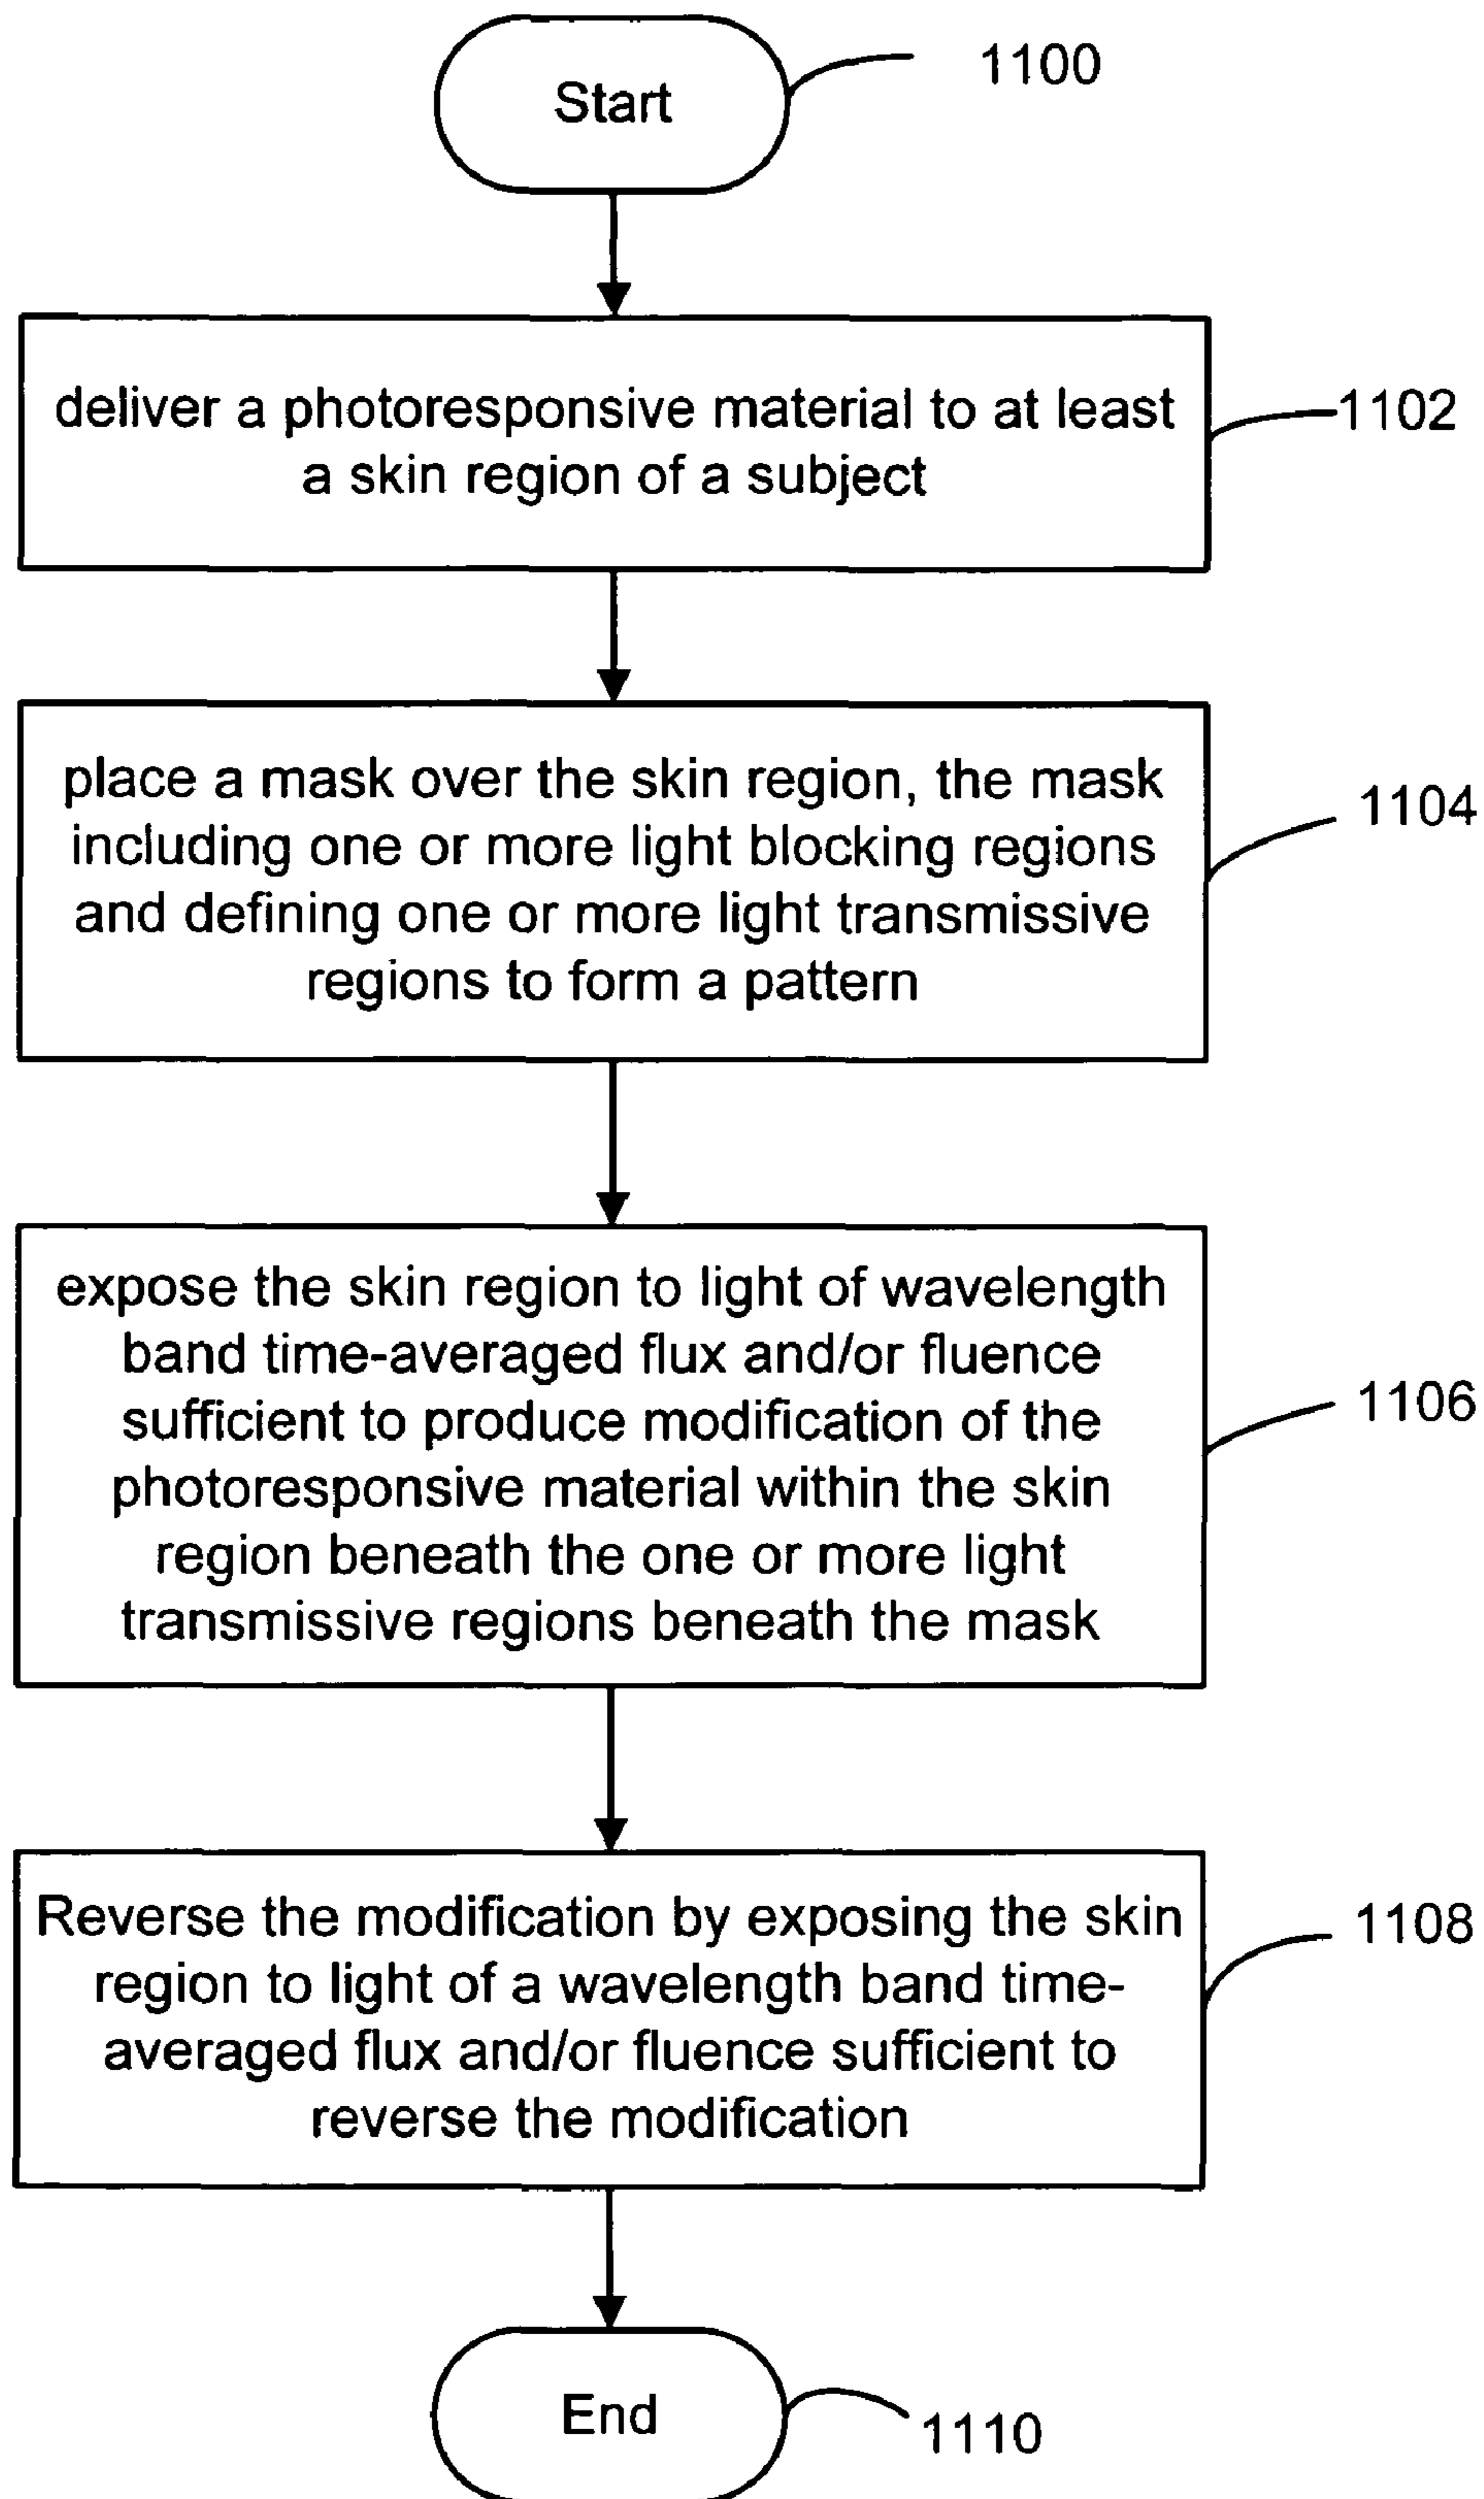 Start
1100
deliver a photoresponsive material to at least
a skin region of a subject
1102
place a mask over the skin region, the mask
including one or more light blocking regions
and defining one or more light transmissive
regions to form a pattern
1104
expose the skin region to light of wavelength
band time-averaged flux and/or fluence
sufficient to produce modification of the
photoresponsive material within the skin
region beneath the one or more light
transmissive regions beneath the mask
1106
Reverse the modification by exposing the skin
region to light of a wavelength band time-
averaged flux and/or fluence sufficient to
reverse the modification
1108
End
1110